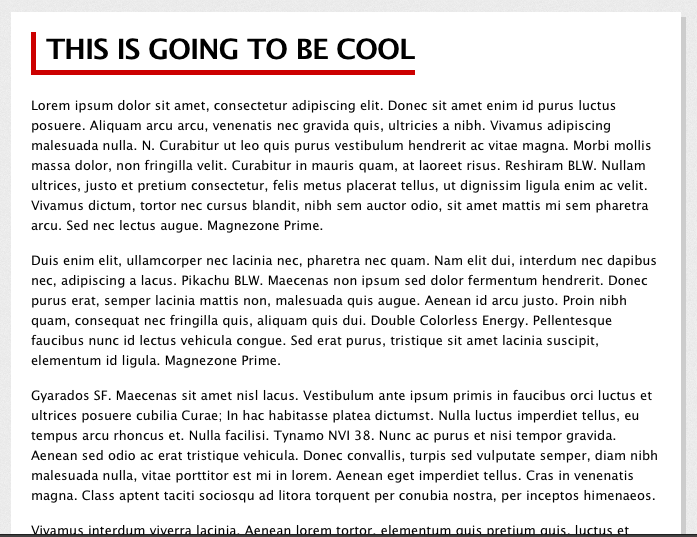 THIS IS GOING TO BE COOL
Lorem ipsum dolor sit amet, consectetur adipiscing elit. Donec sit amet enim id purus luctus
posuere. Aliquam arcu arcu, venenatis nec gravida quis, ultricies a nibh. Vivamus adipiscing
malesuada nulla. N. Curabitur ut leo quis purus vestibulum hendrerit ac vitae magna. Morbi mollis
massa dolor, non fringilla velit. Curabitur in mauris quam, at laoreet risus. Reshiram BLW. Nullam
ultrices, justo et pretium consectetur, felis metus placerat tellus, ut dignissim ligula enim ac velit.
Vivamus dictum, tortor nec cursus blandit, nibh sem auctor odio, sit amet mattis mi sem pharetra
arcu. Sed nec lectus augue. Magnezone Prime.
Duis enim elit, ullamcorper nec lacinia nec, pharetra nec quam. Nam elit dui, interdum nec dapibus
nec, adipiscing a lacus. Pikachu BLW. Maecenas non ipsum sed dolor fermentum hendrerit. Donec
purus erat, semper lacinia mattis non, malesuada quis augue. Aenean id arcu justo. Proin nibh
quam, consequat nec fringilla quis, aliquam quis dui. Double Colorless Energy. Pellentesque
faucibus nunc id lectus vehicula congue. Sed erat purus, tristique sit amet lacinia suscipit,
elementum id ligula. Magnezone Prime.
Gyarados SF. Maecenas sit amet nisl lacus. Vestibulum ante ipsum primis in faucibus orci luctus et
ultrices posuere cubilia Curae; In hac habitasse platea dictumst. Nulla luctus imperdiet tellus, eu
tempus arcu rhoncus et. Nulla facilisi. Tynamo NVI 38. Nunc ac purus et nisi tempor gravida.
Aenean sed odio ac erat tristique vehicula. Donec convallis, turpis sed vulputate semper, diam nibh
malesuada nulla, vitae porttitor est mi in lorem. Aenean eget imperdiet tellus. Cras in venenatis
magna. Class aptent taciti sociosqu ad litora torquent per conubia nostra, per inceptos himenaeos.
Vivamus interdum viverra lacinia. Aenean lorem tortor, elementum quis pretium quis, luctus et